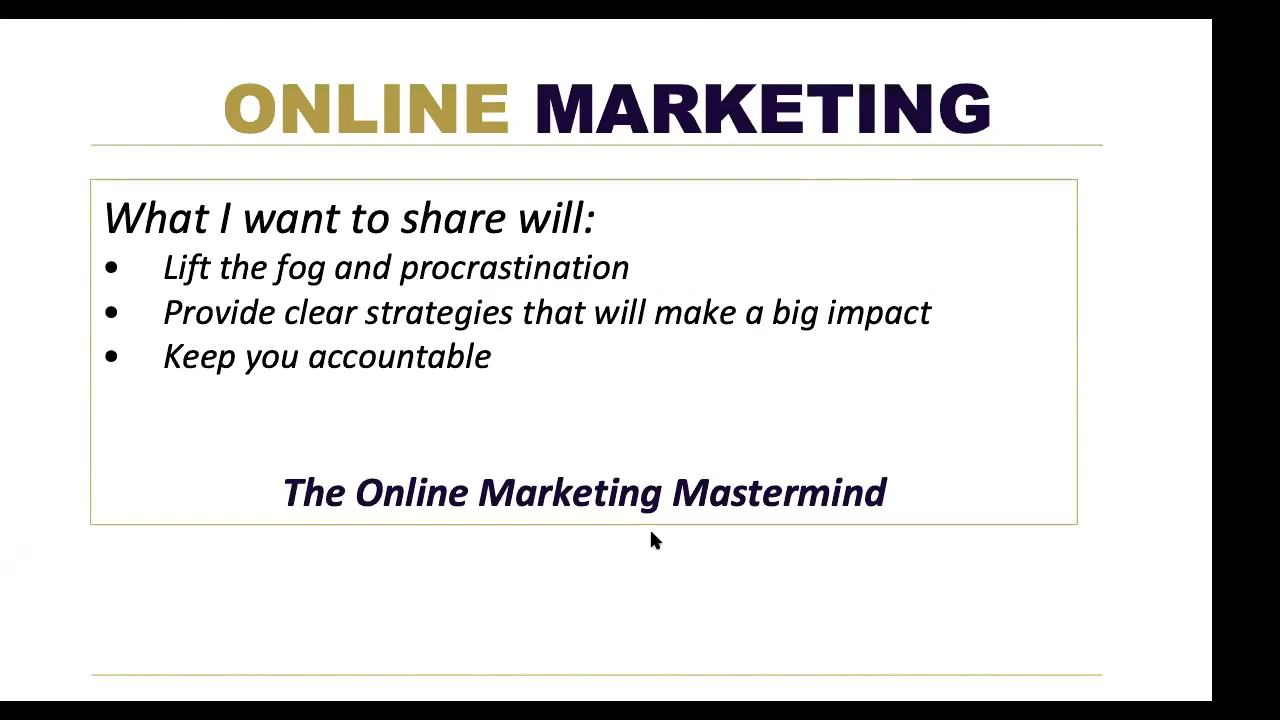 ONLINE MARKETING
What I want to share will:
• Lift the fog and procrastination
• Provide clear strategies that will make a big impact
• Keep you accountable
The Online Marketing Mastermind